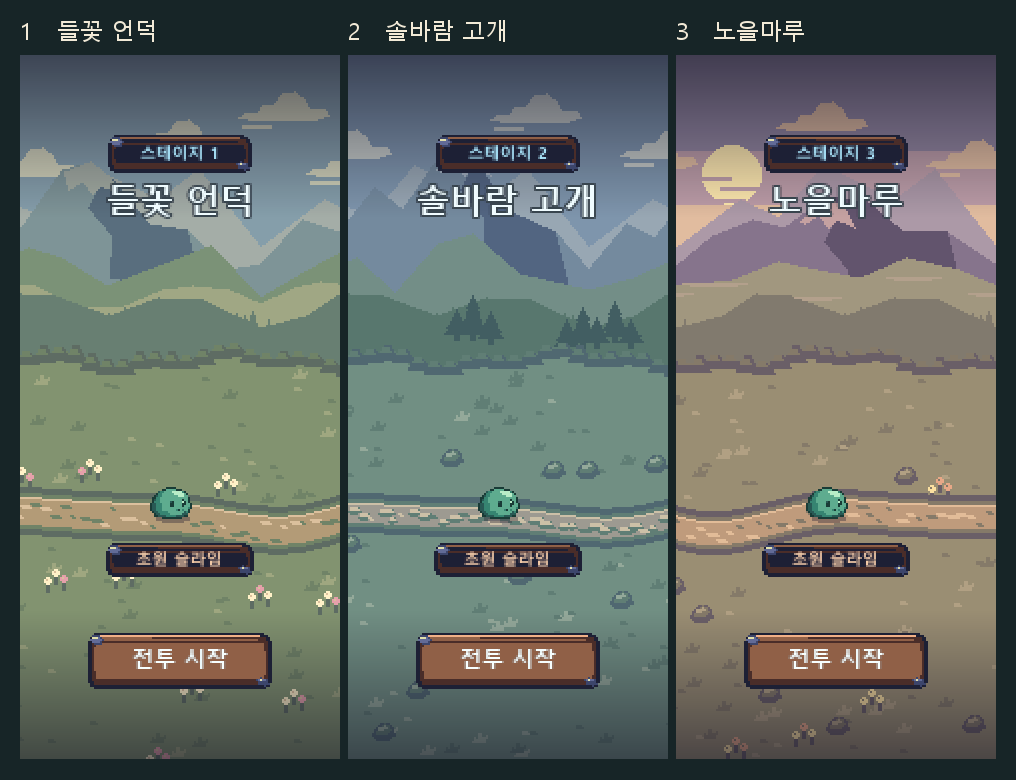 1 들꽃 언덕
2 솔바람 고개
3 노을마루
스테이지 1
들꽃 언덕
초원 슬라임
전투 시작
스테이지 2
솔바람 고개
초원 슬라임
전투 시작
스테이지 3
노을마루
초원 슬라임
전투 시작